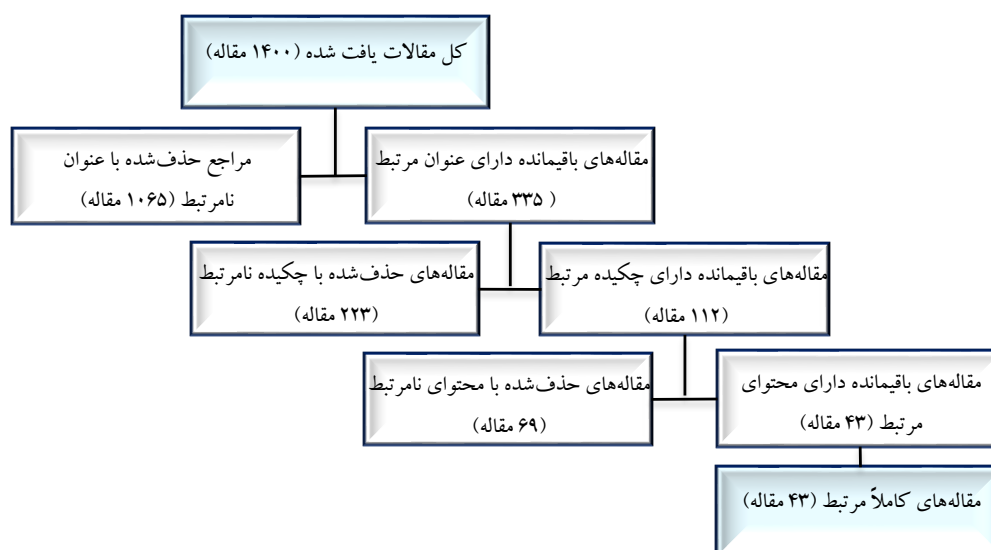 کل مقالات یافت شده (۱۴۰۰ مقاله)
مقاله‌های باقیمانده دارای عنوان مرتبط
( ۳۳۵ مقاله)
مراجع حذف‌شده با عنوان
نامرتبط (۱۰۶۵ مقاله)
مقاله‌های باقیمانده دارای چکیده مرتبط
(۱۱۲ مقاله)
مقاله‌های حذف‌شده با چکیده نامرتبط
(۲۲۳ مقاله)
مقاله‌های باقیمانده دارای محتوای
مرتبط (۴۳ مقاله)
مقاله‌های حذف‌شده با محتوای نامرتبط
(۶۹ مقاله)
مقاله‌های کاملاً مرتبط (۴۳ مقاله)